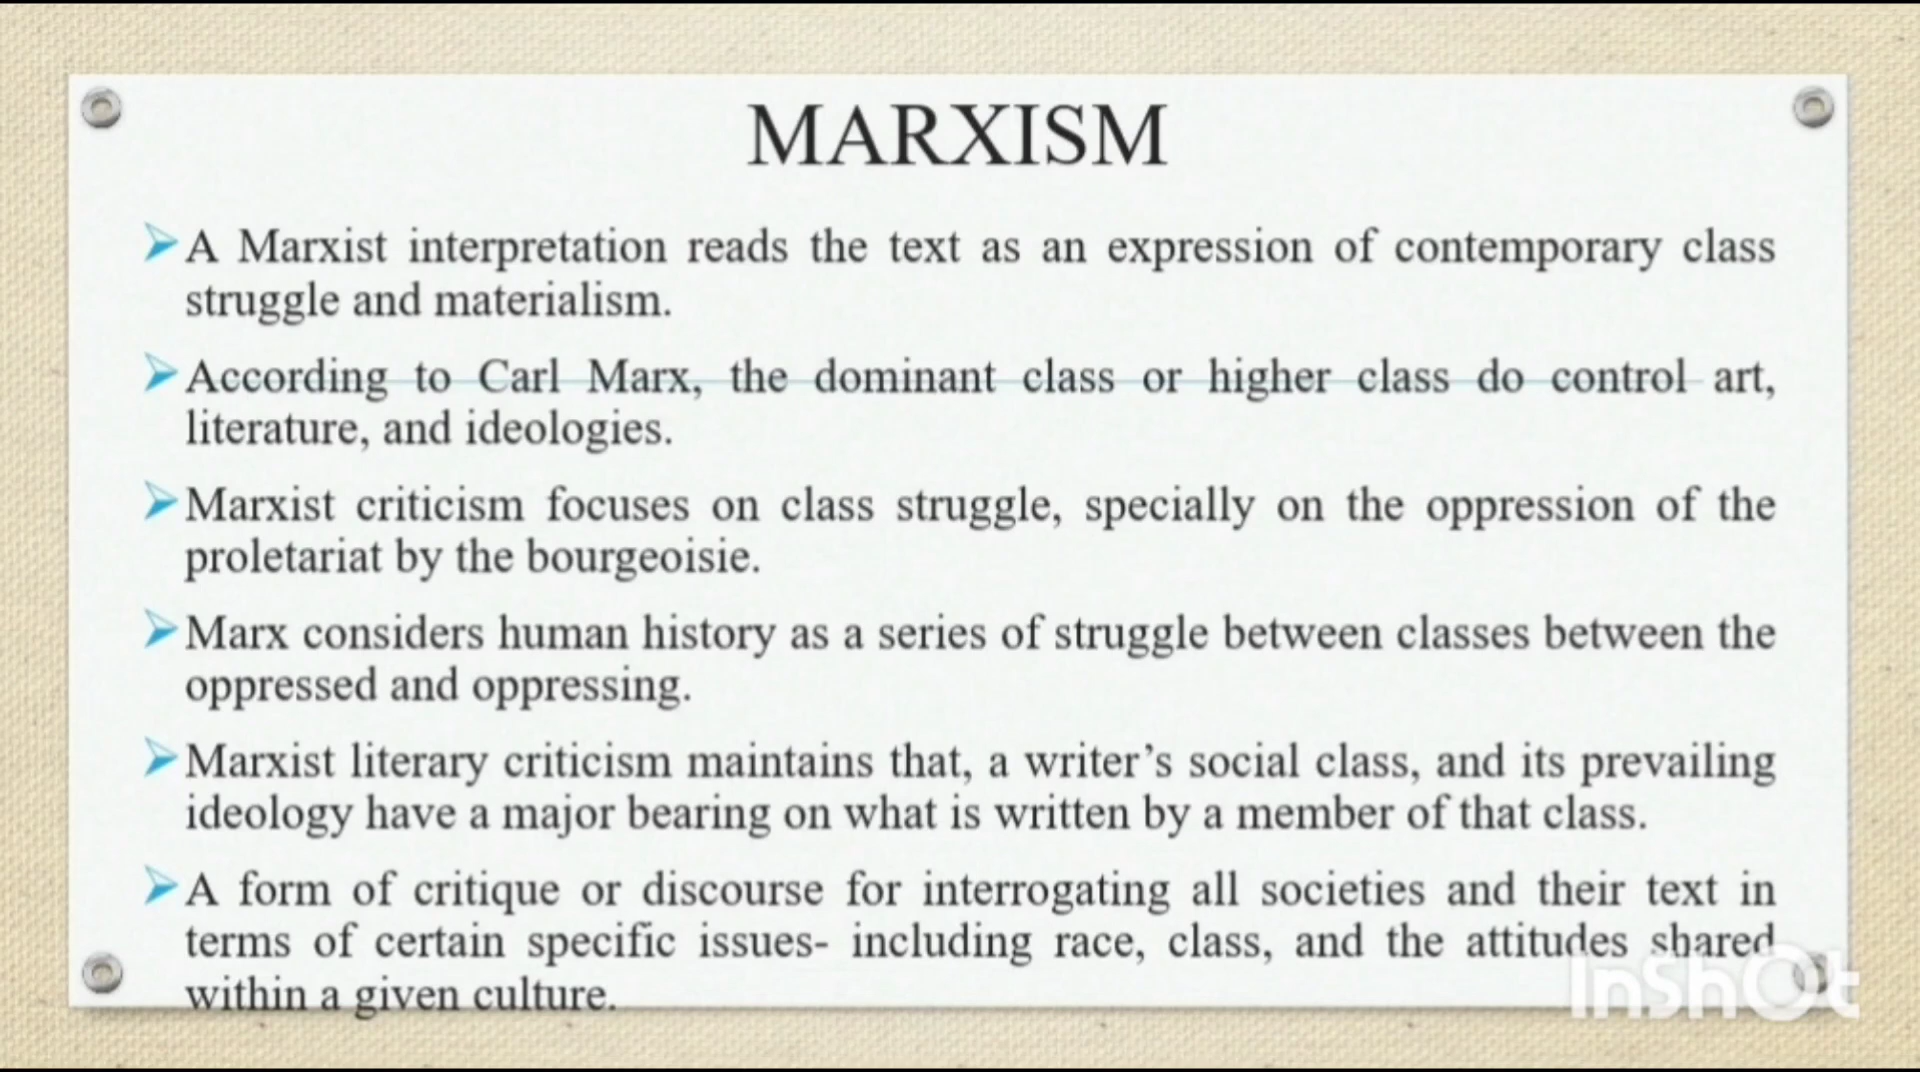 MARXISM
A Marxist interpretation reads the text as an expression of contemporary class
struggle and materialism.
According to Carl Marx, the dominant class or higher class do control art,
literature, and ideologies.
Marxist criticism focuses on class struggle, specially on the oppression of the
proletariat by the bourgeoisie.
Marx considers human history as a series of struggle between classes between the
oppressed and oppressing.
Marxist literary criticism maintains that, a writer’s social class, and its prevailing
ideology have a major bearing on what is written by a member of that class.
A form of critique or discourse for interrogating all societies and their text in
terms of certain specific issues- including race, class, and the attitudes shared
within a given culture.
InShOt